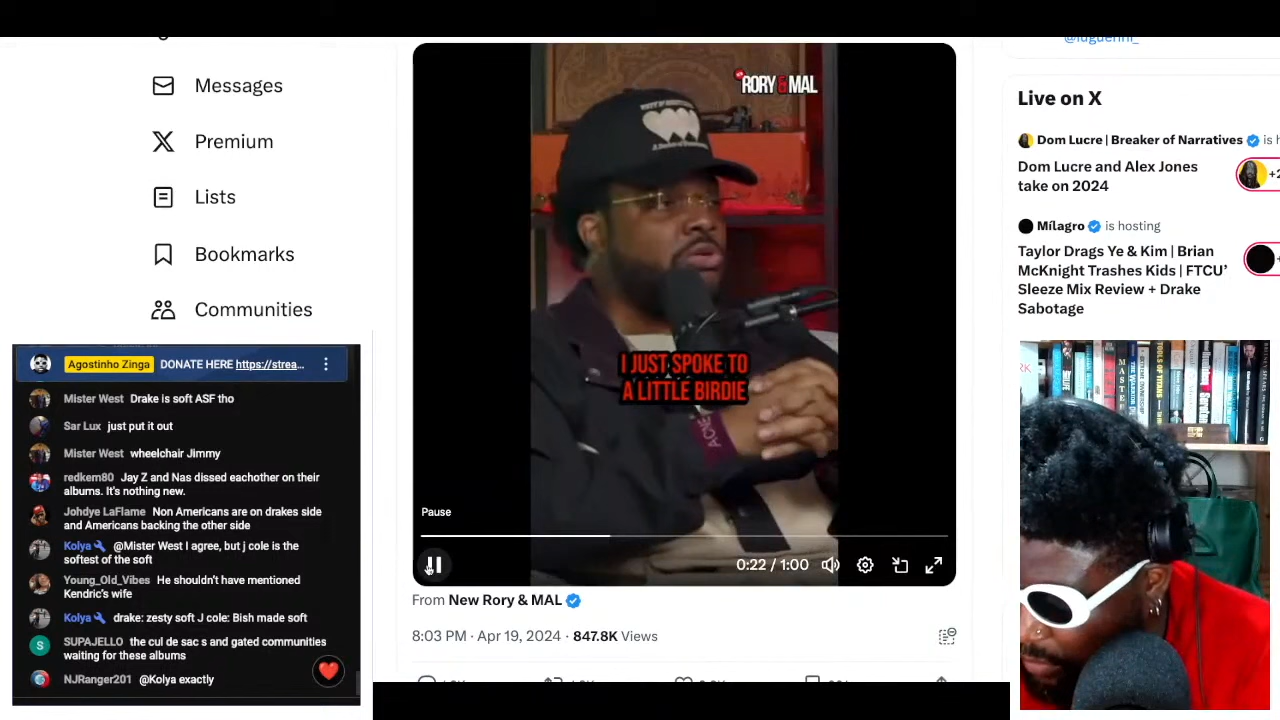 Messages
Premium
Lists
Bookmarks
Communities
Agostinho Zinga DONATE HERE https://strea...
Mister West Drake is soft ASF tho
Sar Lux just put it out
Mister West wheelchair Jimmy
redkem80 Jay Z and Nas dissed eachother on their
albums. It's nothing new.
Johdye LaFlame Non Americans are on drakes side
and Americans backing the other side
Kolya @Mister West I agree, but j cole is the
softest of the soft
Young_Old_Vibes He shouldn't have mentioned
Kendric's wife
Kolya drake: zesty soft J cole: Bish made soft
SUPAJELLO the cul de sac s and gated communities
waiting for these albums
NJRanger201 @Kolya exactly
RORY & MAL
I JUST SPOKE TO
A LITTLE BIRDIE
ACNE
Pause
0:22 / 1:00
From New Rory & MAL
8:03 PM · Apr 19, 2024 · 847.8K Views
@luguerini_
Live on X
Dom Lucre | Breaker of Narratives is h
Dom Lucre and Alex Jones
take on 2024
+2
Mílagro is hosting
Taylor Drags Ye & Kim | Brian
McKnight Trashes Kids | FTCU'
Sleeze Mix Review + Drake
Sabotage
TOOLS OF TITANS